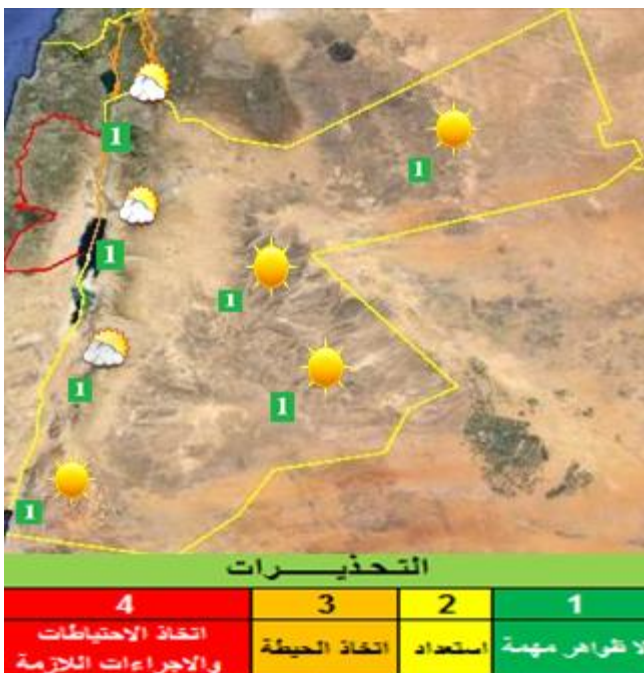 1
1
1
1
1
1
1
التحذيرات
1 2 3 4
لا ظواهر مهمة
استعداد
اتخاذ الحيطة
اتخاذ الاحتياطات
والاجراءات اللازمة